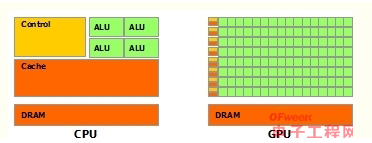 Control
ALU
ALU
ALU
ALU
Cache
DRAM
CPU
DRAM
GPU
OFweek
电子工程网